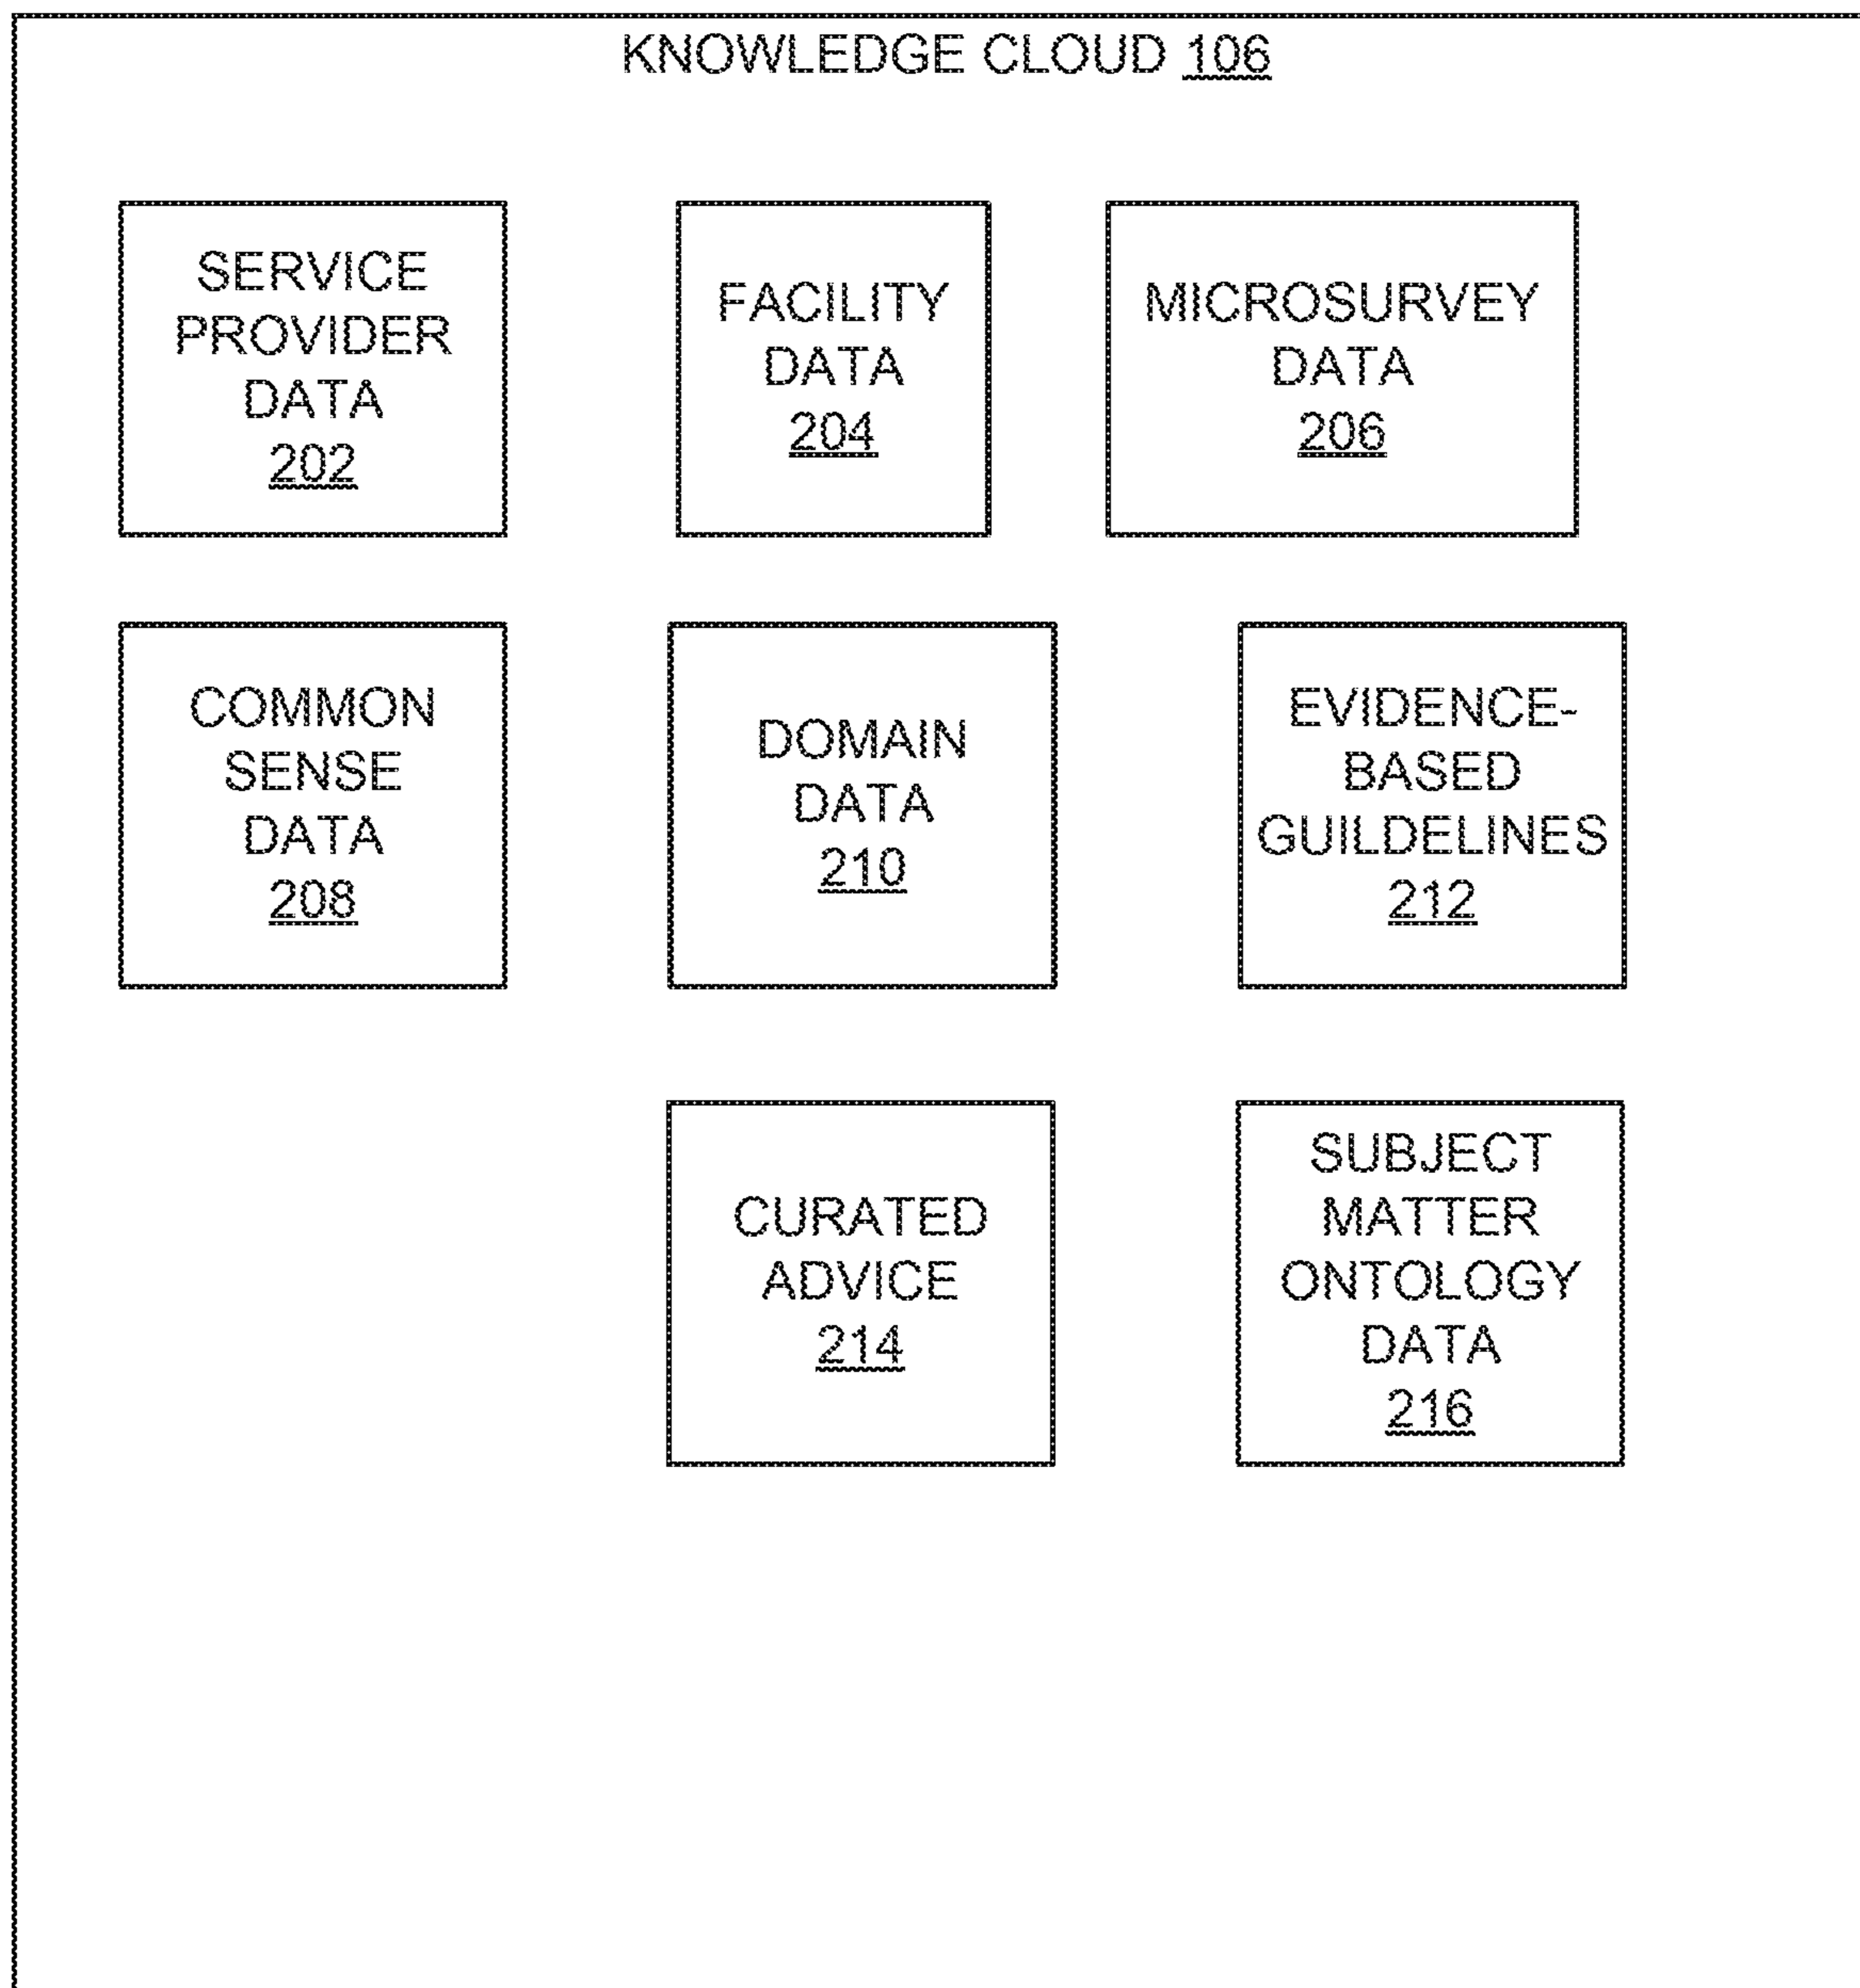 KNOWLEDGE CLOUD 106
SERVICE
PROVIDER
DATA
202
FACILITY
DATA
204
MICROSURVEY
DATA
206
COMMON
SENSE
DATA
208
DOMAIN
DATA
210
EVIDENCE-
BASED
GUILDELINES
212
CURATED
ADVICE
214
SUBJECT
MATTER
ONTOLOGY
DATA
216